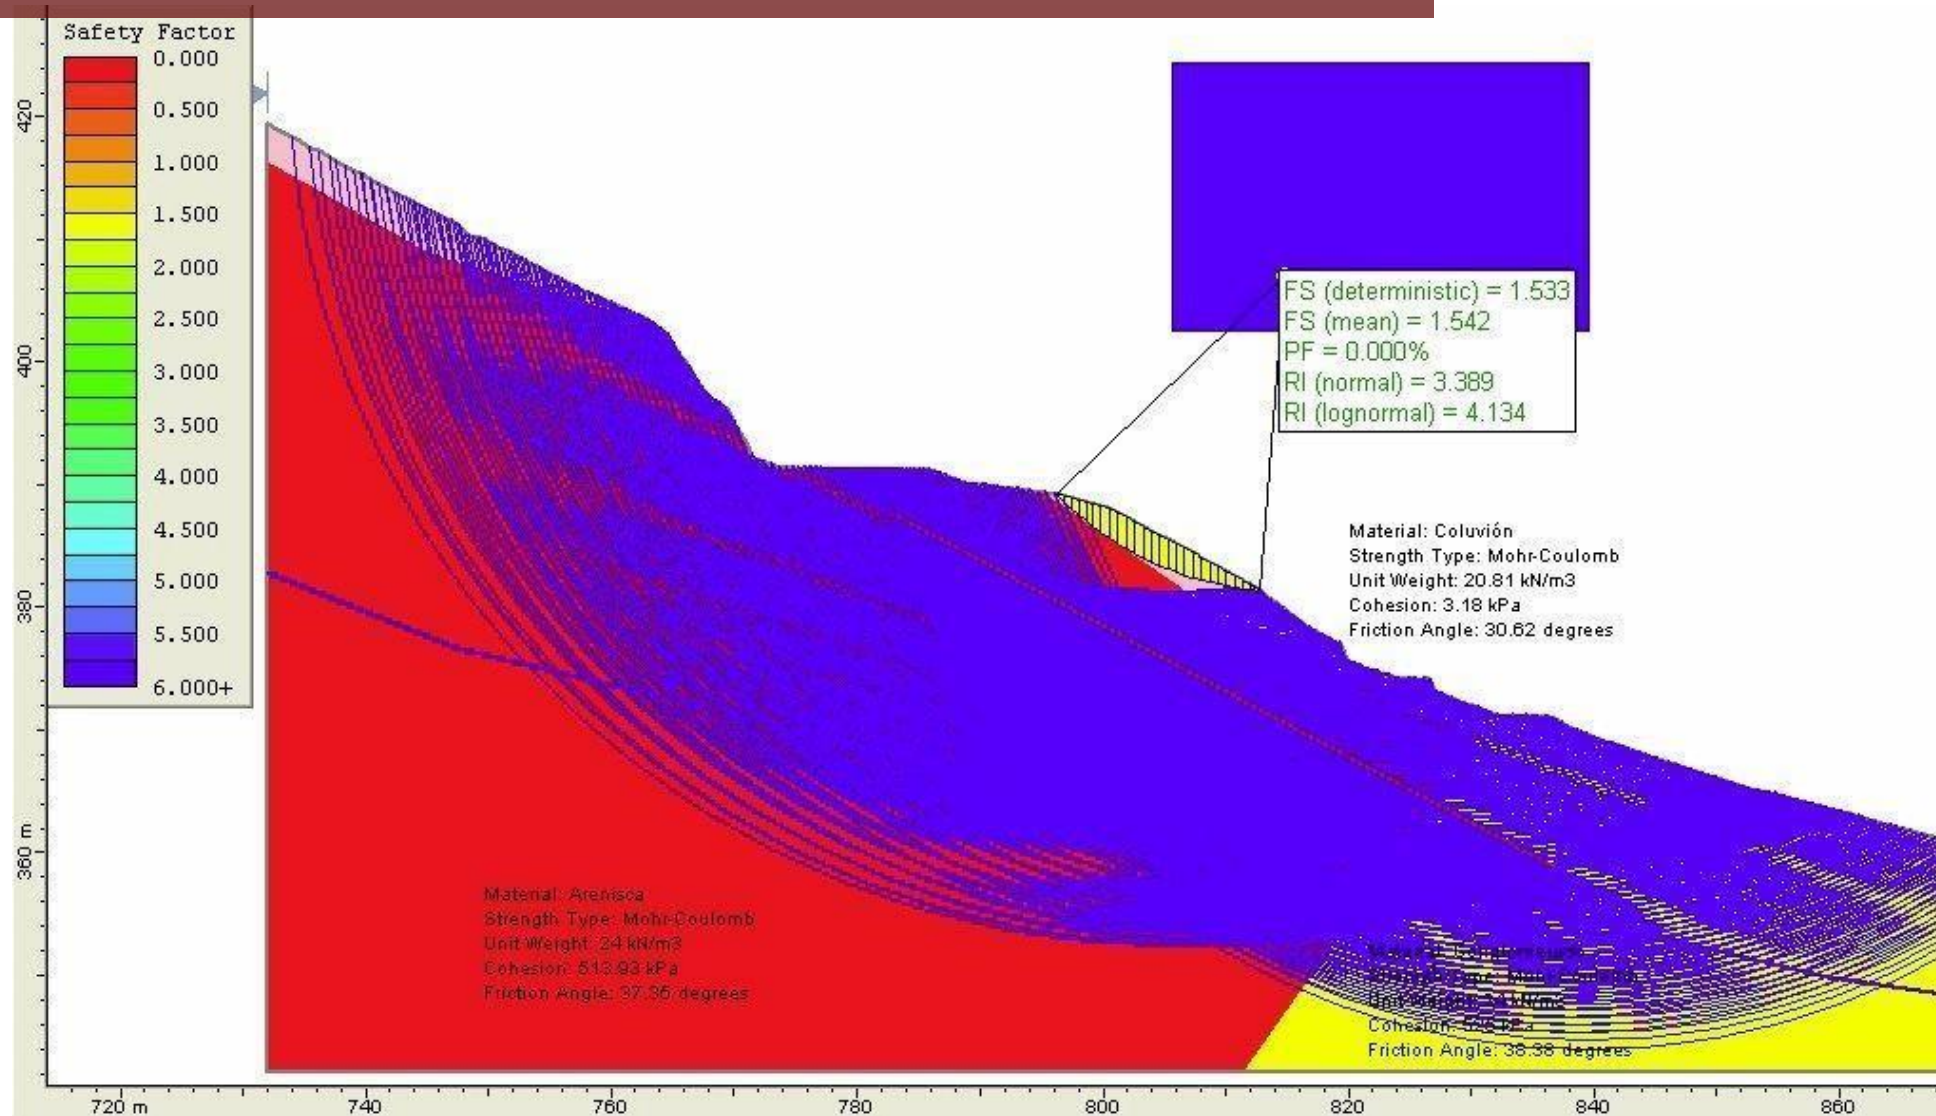 Safety Factor
0.000
0.500
1.000
1.500
2.000
2.500
3.000
3.500
4.000
4.500
5.000
5.500
6.000+
420
400
380
360 m
FS (deterministic) = 1.533
FS (mean) = 1.542
PF = 0.000%
RI (normal) = 3.389
RI (lognormal) = 4.134
Material: Coluvión
Strength Type: Mohr-Coulomb
Unit Weight: 20.81 kN/m3
Cohesion: 3.18 kPa
Friction Angle: 30.62 degrees
Material: Arenisca
Strength Type: Mohr-Coulomb
Unit Weight: 24 kN/m3
Cohesion: 513.93 kPa
Friction Angle: 37.35 degrees
Cohesion: kPa
Friction Angle: 38.38 degrees
720 m
740
760
780
800
820
840
860